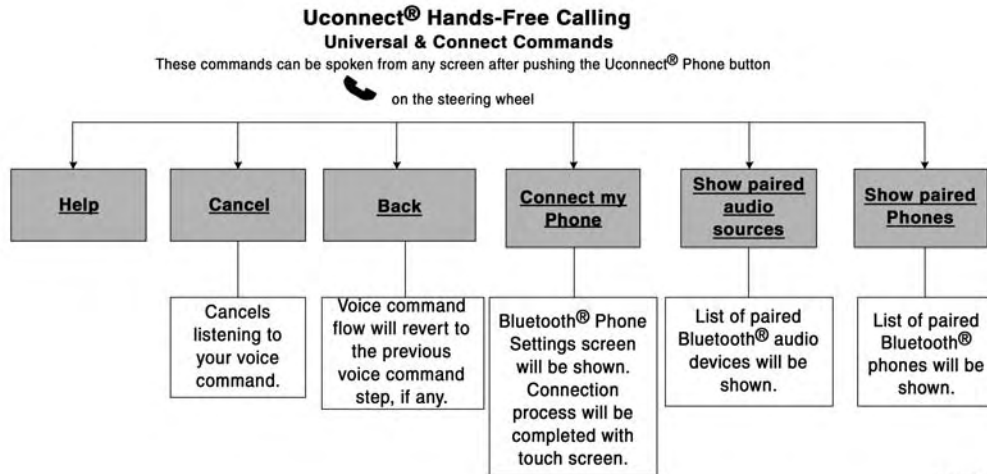 Uconnect® Hands-Free Calling
Universal & Connect Commands
These commands can be spoken from any screen after pushing the Uconnect® Phone button
on the steering wheel
Help
Cancel
Back
Connect my
Phone
Show paired
audio
sources
Show paired
Phones
Cancels
listening to
your voice
command.
Voice command
flow will revert to
the previous
voice command
step, if any.
Bluetooth® Phone
Settings screen
will be shown.
Connection
process will be
completed with
touch screen.
List of paired
Bluetooth® audio
devices will be
shown.
List of paired
Bluetooth®
phones will be
shown.